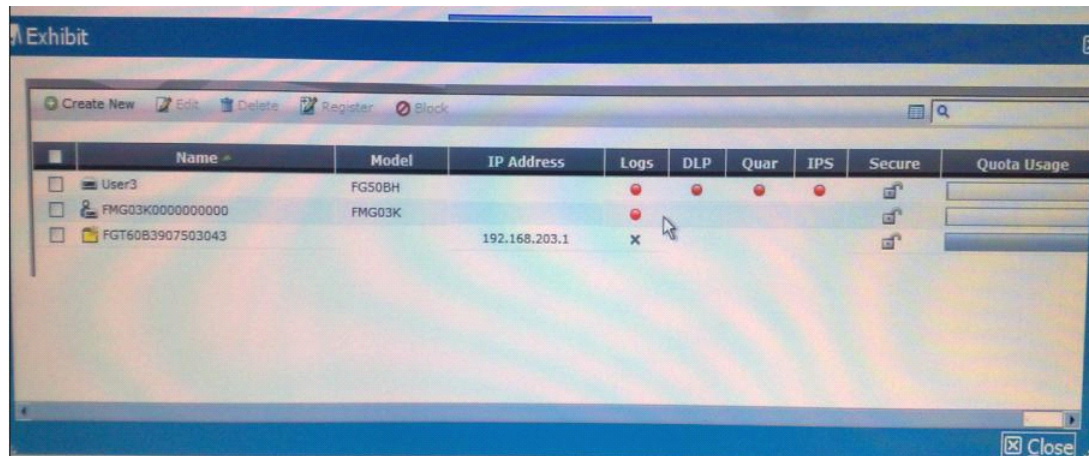 Exhibit
Create New Edit Delete Register Block
Name Model IP Address Logs DLP Quar IPS Secure Quota Usage
User3 FG50BH
FMG03K0000000000 FMG03K
FGT60B3907503043 192.168.203.1
Close